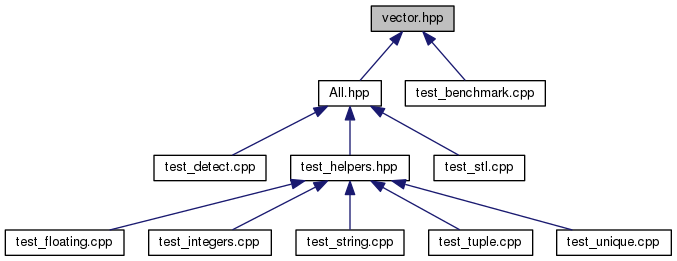 vector.hpp
All.hpp
test_benchmark.cpp
test_detect.cpp
test_helpers.hpp
test_stl.cpp
test_floating.cpp
test_integers.cpp
test_string.cpp
test_tuple.cpp
test_unique.cpp